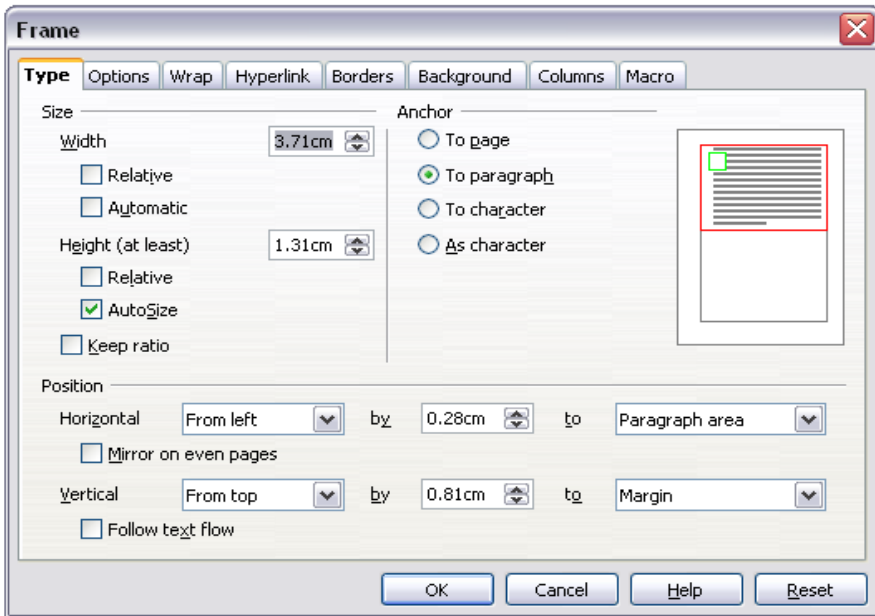 Frame
Type Options Wrap Hyperlink Borders Background Columns Macro
Size
Width 3.71cm
Relative
Automatic
Height (at least) 1.31cm
Relative
AutoSize
Keep ratio
Anchor
To page
To paragraph
To character
As character
Position
Horizontal From left by 0.28cm to Paragraph area
Mirror on even pages
Vertical From top by 0.81cm to Margin
Follow text flow
OK Cancel Help Reset